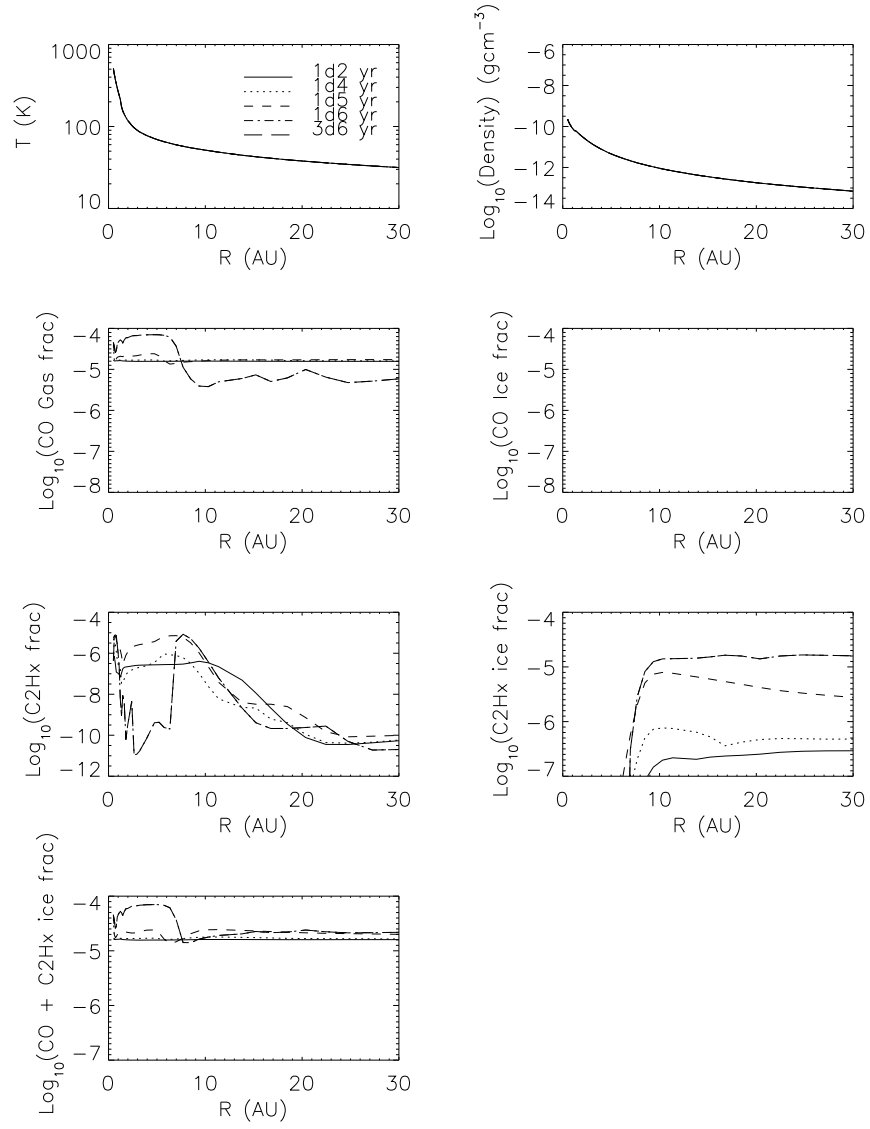 1000
100
10
T (K)
1d2 yr
1d4 yr
1d5 yr
1d6 yr
3d6 yr
0 10 20 30
R (AU)
−6
−8
−10
−12
−14
Log10(Density) (gcm−3)
0 10 20 30
R (AU)
−4
−5
−6
−7
−8
Log10(CO Gas frac)
0 10 20 30
R (AU)
−4
−5
−6
−7
−8
Log10(CO Ice frac)
0 10 20 30
R (AU)
−4
−6
−8
−10
−12
Log10(C2Hx frac)
0 10 20 30
R (AU)
−4
−5
−6
−7
Log10(C2Hx ice frac)
0 10 20 30
R (AU)
−4
−5
−6
−7
Log10(CO + C2Hx ice frac)
0 10 20 30
R (AU)